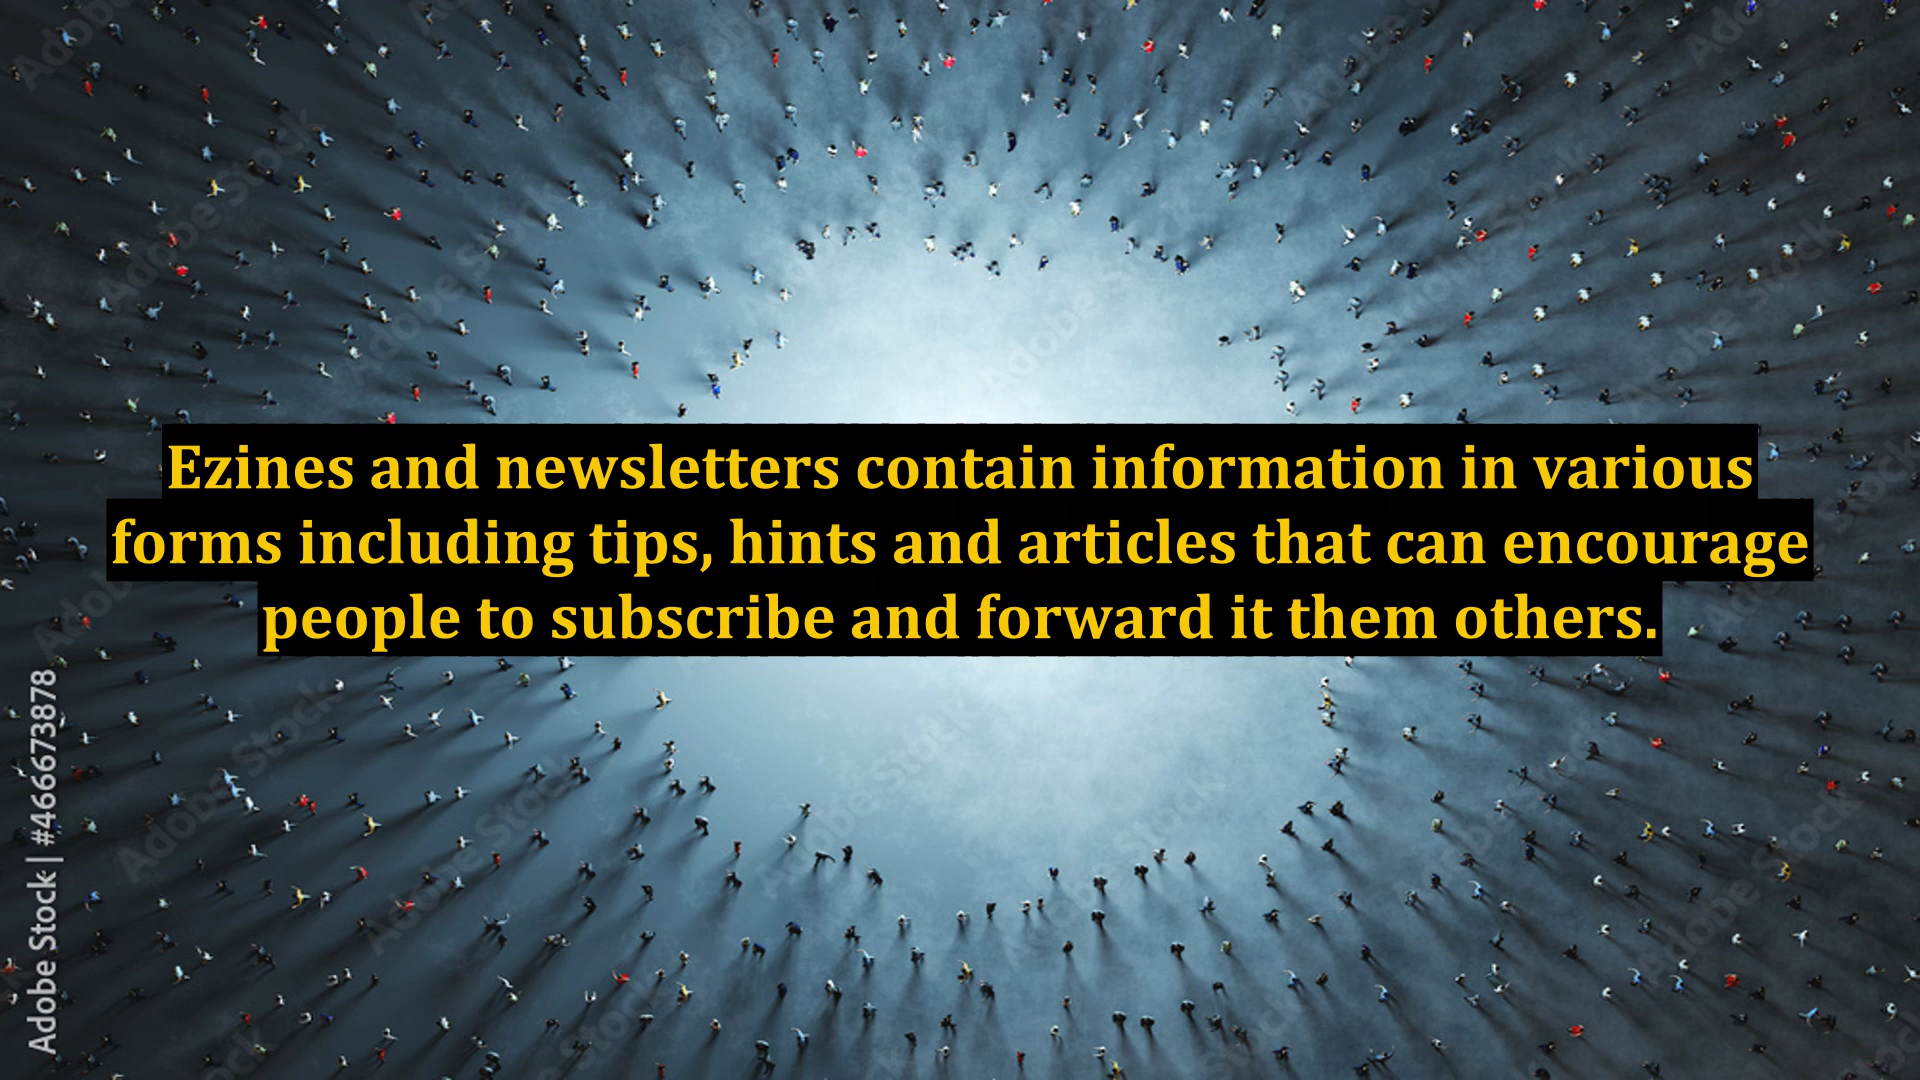 Ezines and newsletters contain information in various
forms including tips, hints and articles that can encourage
people to subscribe and forward it them others.
Adobe Stock | #466673878